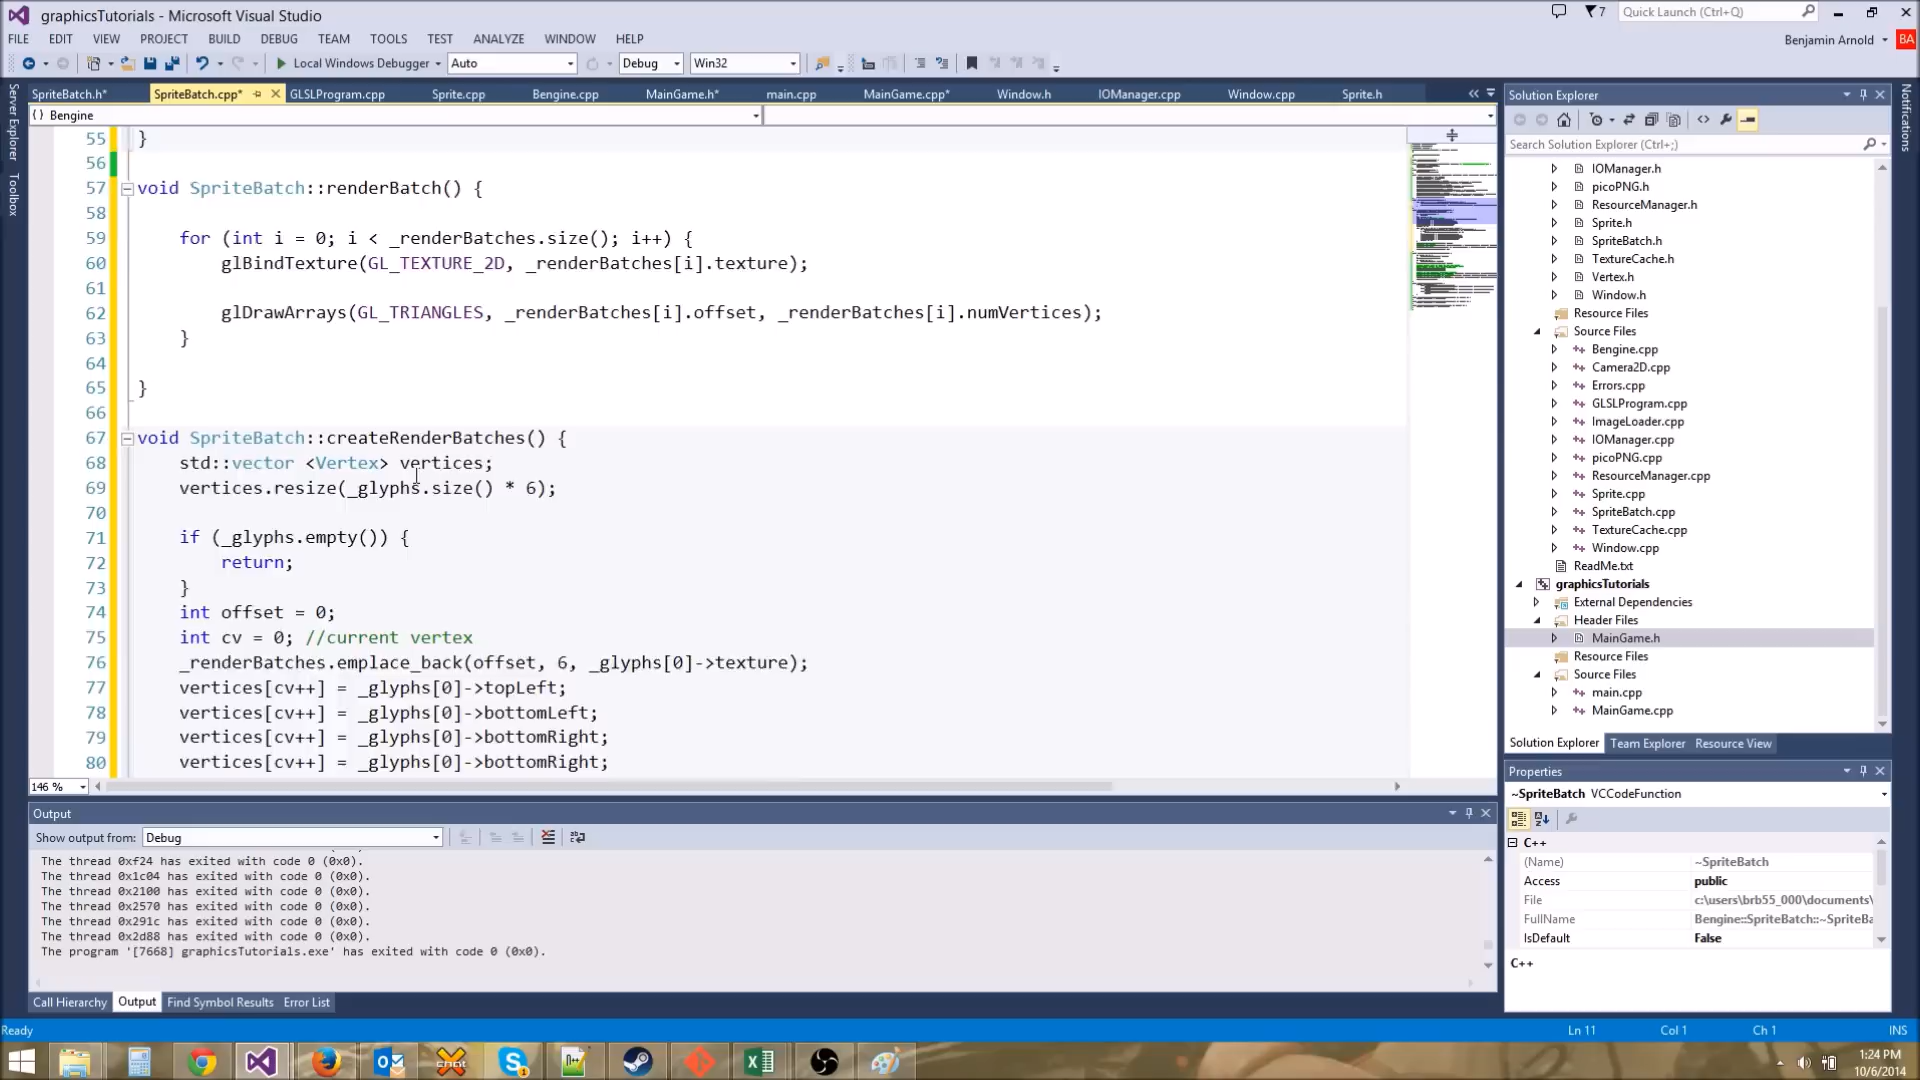 graphicsTutorials - Microsoft Visual Studio
7
Quick Launch (Ctrl+Q)
FILE EDIT VIEW PROJECT BUILD DEBUG TEAM TOOLS TEST ANALYZE WINDOW HELP
Benjamin Arnold BA
Local Windows Debugger Auto Debug Win32
Server Explorer
Toolbox
SpriteBatch.h* SpriteBatch.cpp* GLSLProgram.cpp Sprite.cpp Bengine.cpp MainGame.h* main.cpp MainGame.cpp* Window.h IOManager.cpp Window.cpp Sprite.h
{ } Bengine
55 }
56
57 void SpriteBatch::renderBatch() {
58
59 for (int i = 0; i < _renderBatches.size(); i++) {
60 glBindTexture(GL_TEXTURE_2D, _renderBatches[i].texture);
61
62 glDrawArrays(GL_TRIANGLES, _renderBatches[i].offset, _renderBatches[i].numVertices);
63 }
64
65 }
66
67 void SpriteBatch::createRenderBatches() {
68 std::vector <Vertex> vertices;
69 vertices.resize(_glyphs.size() * 6);
70
71 if (_glyphs.empty()) {
72 return;
73 }
74 int offset = 0;
75 int cv = 0; //current vertex
76 _renderBatches.emplace_back(offset, 6, _glyphs[0]->texture);
77 vertices[cv++] = _glyphs[0]->topLeft;
78 vertices[cv++] = _glyphs[0]->bottomLeft;
79 vertices[cv++] = _glyphs[0]->bottomRight;
80 vertices[cv++] = _glyphs[0]->bottomRight;
146 %
Output
Show output from: Debug
The thread 0xf24 has exited with code 0 (0x0).
The thread 0x1c04 has exited with code 0 (0x0).
The thread 0x2100 has exited with code 0 (0x0).
The thread 0x2570 has exited with code 0 (0x0).
The thread 0x291c has exited with code 0 (0x0).
The thread 0x2d88 has exited with code 0 (0x0).
The program '[7668] graphicsTutorials.exe' has exited with code 0 (0x0).
Call Hierarchy Output Find Symbol Results Error List
Solution Explorer
Search Solution Explorer (Ctrl+;)
IOManager.h
picoPNG.h
ResourceManager.h
Sprite.h
SpriteBatch.h
TextureCache.h
Vertex.h
Window.h
Resource Files
Source Files
Bengine.cpp
Camera2D.cpp
Errors.cpp
GLSLProgram.cpp
ImageLoader.cpp
IOManager.cpp
picoPNG.cpp
ResourceManager.cpp
Sprite.cpp
SpriteBatch.cpp
TextureCache.cpp
Window.cpp
ReadMe.txt
graphicsTutorials
External Dependencies
Header Files
MainGame.h
Resource Files
Source Files
main.cpp
MainGame.cpp
Solution Explorer Team Explorer Resource View
Properties
~SpriteBatch VCCodeFunction
C++
(Name) ~SpriteBatch
Access public
File c:\users\brb55_000\documents\
FullName Bengine::SpriteBatch::~SpriteBa
IsDefault False
C++
Notifications
Ready Ln 11 Col 1 Ch 1 INS
1:24 PM
10/6/2014